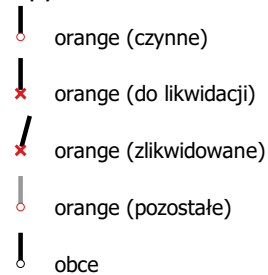 orange (czynne)
orange (do likwidacji)
orange (zlikwidowane)
orange (pozostałe)
obce